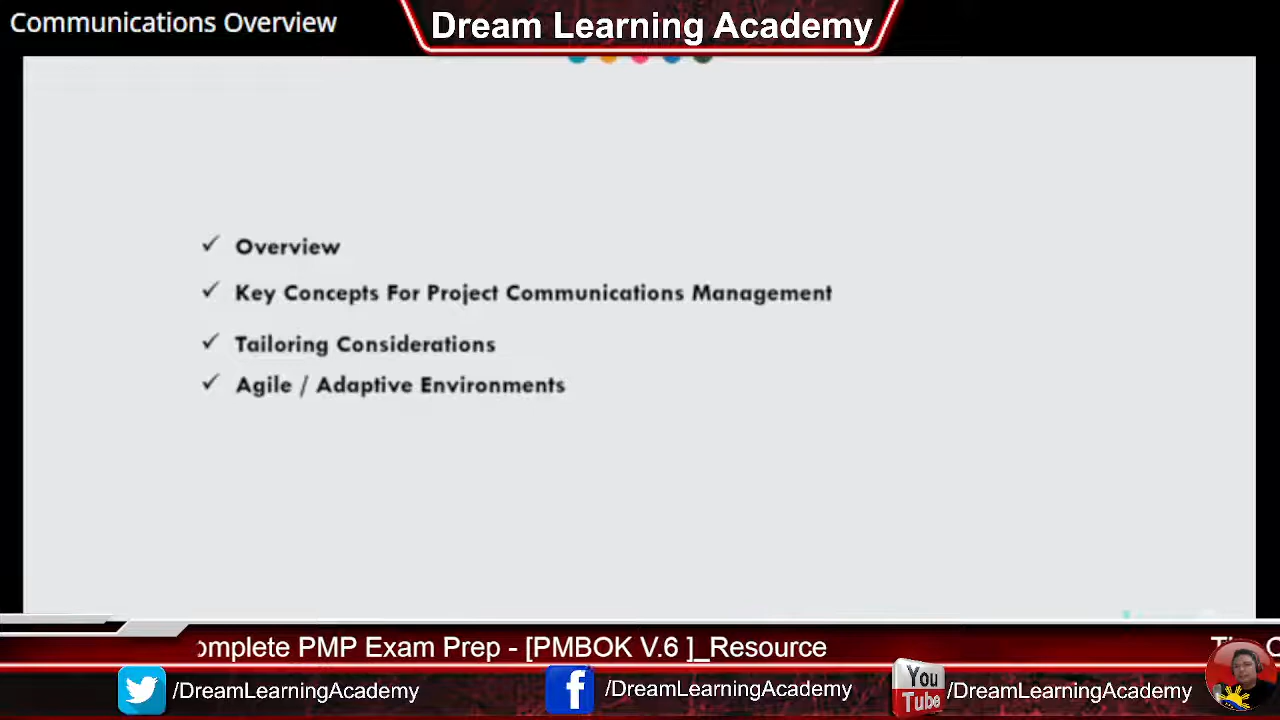 Communications Overview
Dream Learning Academy
Overview
Key Concepts For Project Communications Management
Tailoring Considerations
Agile / Adaptive Environments
omplete PMP Exam Prep - [PMBOK V.6 ]_Resource
/DreamLearningAcademy
/DreamLearningAcademy
You Tube /DreamLearningAcademy